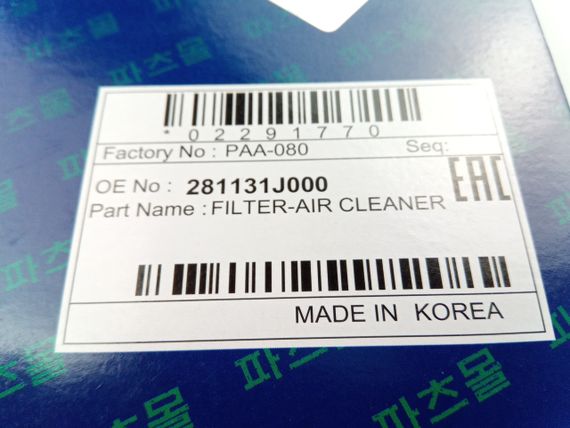 파츠몰
*02291770
Factory No : PAA-080 Seq:
OE No : 281131J000
EAC
Part Name : FILTER-AIR CLEANER
MADE IN KOREA
파츠몰
파츠몰
파츠몰